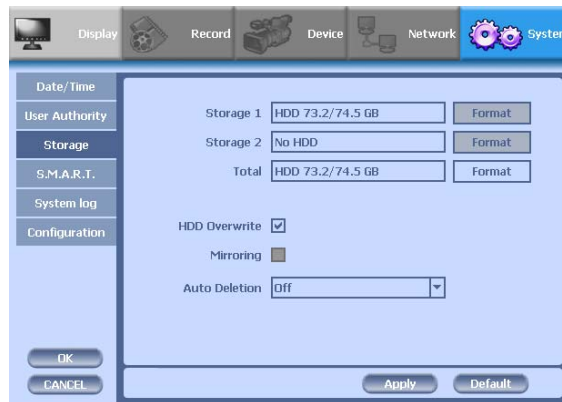 Display Record Device Network System
Date/Time
User Authority
Storage
S.M.A.R.T.
System log
Configuration
OK
CANCEL
Storage 1 HDD 73.2/74.5 GB Format
Storage 2 No HDD Format
Total HDD 73.2/74.5 GB Format
HDD Overwrite
Mirroring
Auto Deletion Off
Apply Default